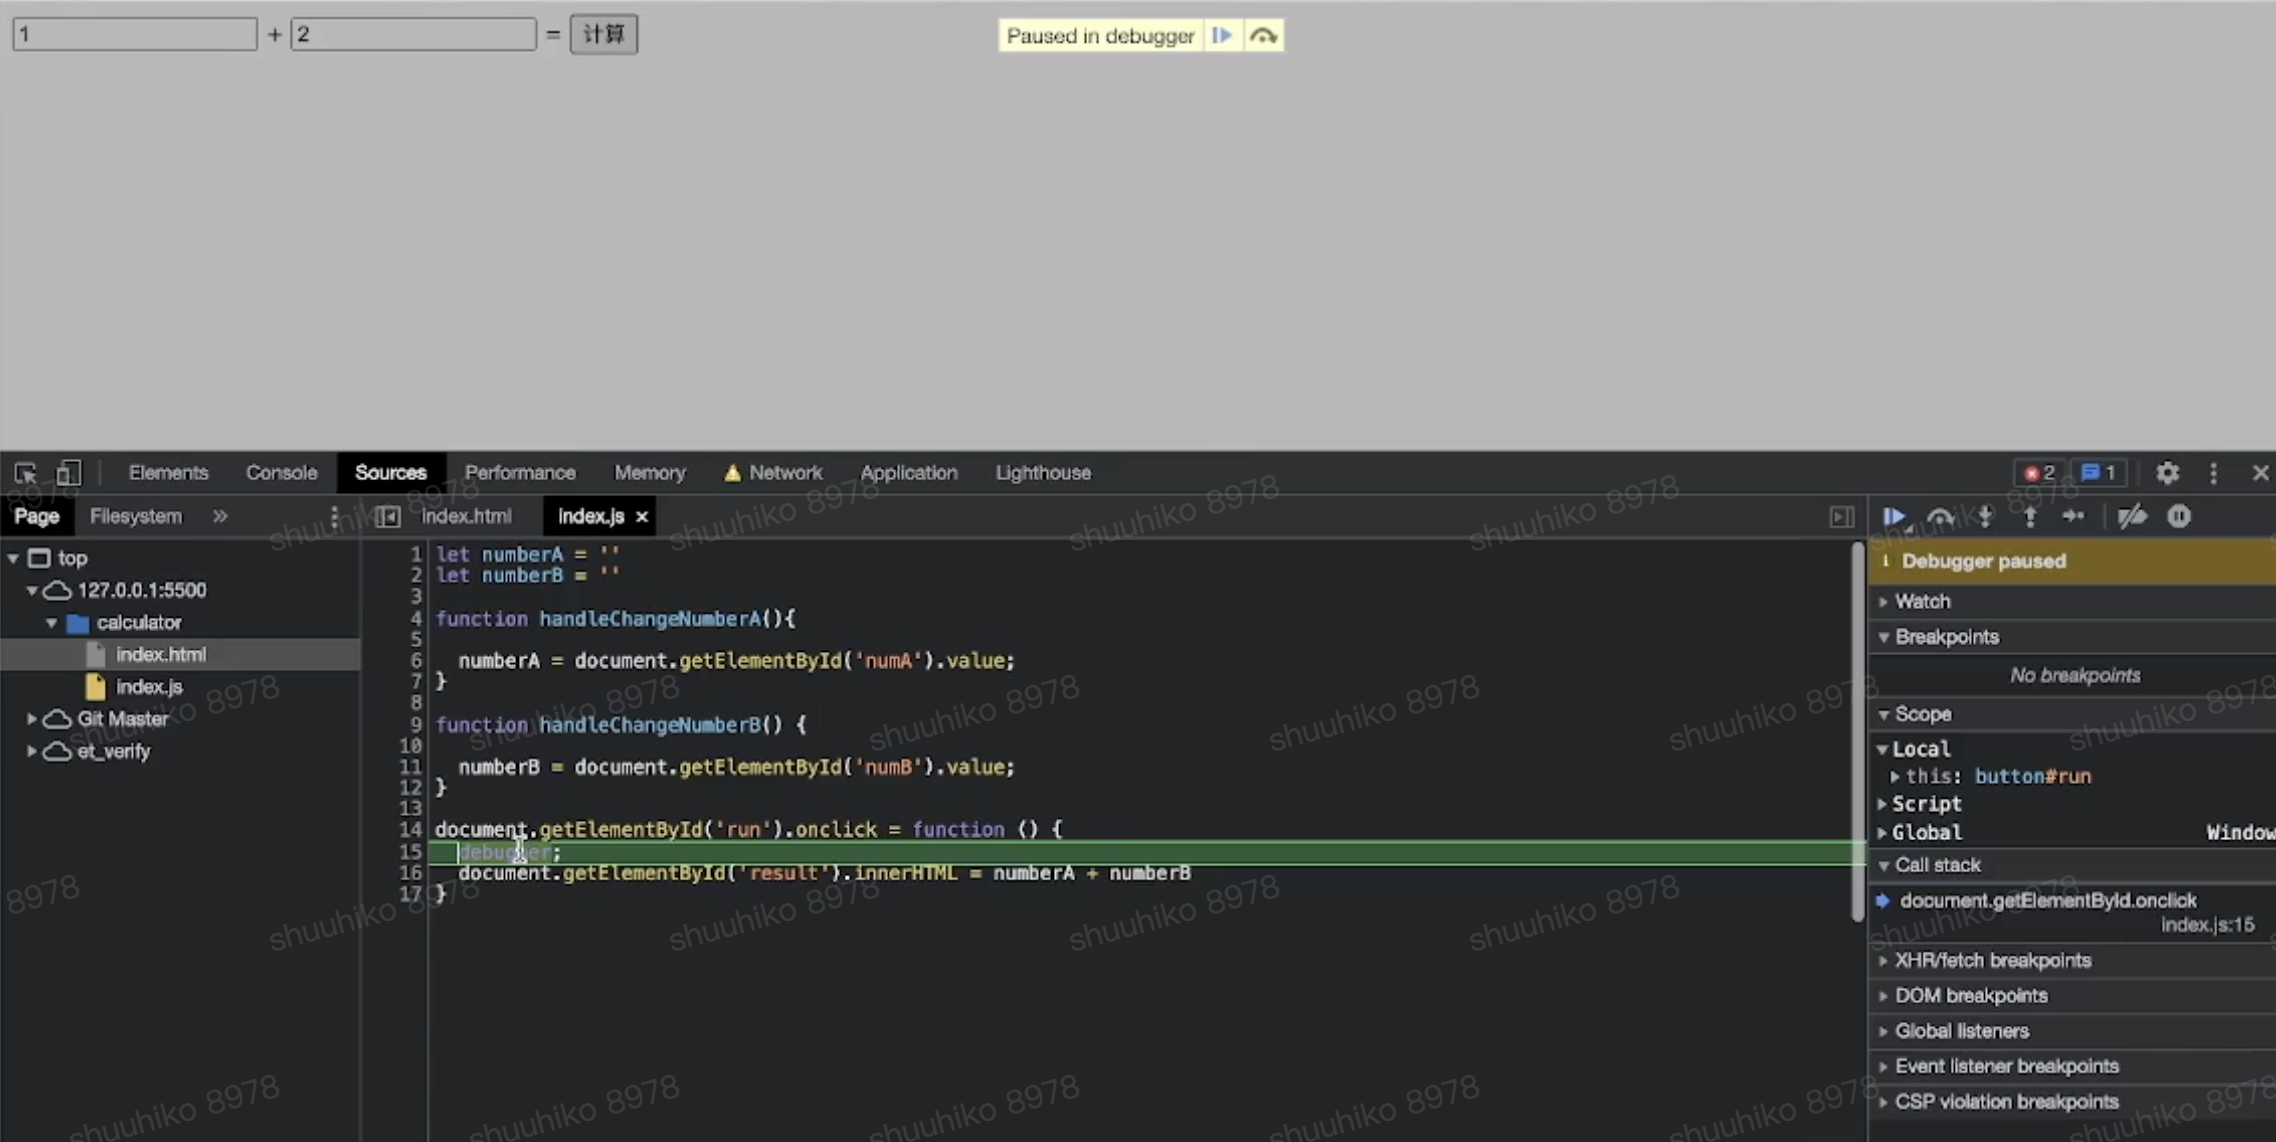 1 + 2 = 计算
Paused in debugger
Elements Console Sources Performance Memory Network Application Lighthouse 2 1
Page Filesystem » index.html index.js ×
top
127.0.0.1:5500
calculator
index.html
index.js
Git Master
et_verify
1 let numberA = ''
2 let numberB = ''
3
4 function handleChangeNumberA(){
5
6 numberA = document.getElementById('numA').value;
7 }
8
9 function handleChangeNumberB() {
10
11 numberB = document.getElementById('numB').value;
12 }
13
14 document.getElementById('run').onclick = function () {
15 debugger;
16 document.getElementById('result').innerHTML = numberA + numberB
17 }
Debugger paused
Watch
Breakpoints
No breakpoints
Scope
Local
this: button#run
Script
Global Window
Call stack
document.getElementById.onclick
index.js:15
XHR/fetch breakpoints
DOM breakpoints
Global listeners
Event listener breakpoints
CSP violation breakpoints
shuuhiko 8978